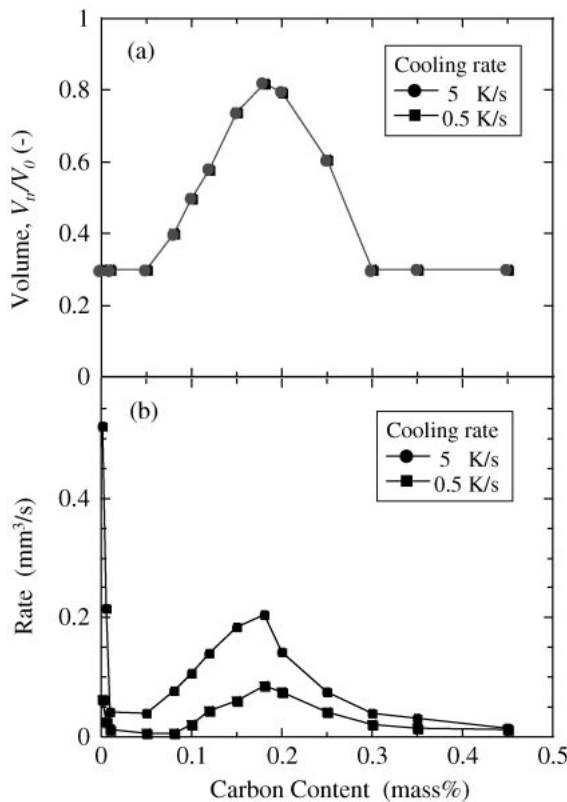 1
(a)
Cooling rate
5 K/s
0.5 K/s
0.8
0.6
0.4
0.2
0
Volume, V_tr/V_0 (-)
(b)
Cooling rate
5 K/s
0.5 K/s
0.4
0.2
0
Rate (mm³/s)
0 0.1 0.2 0.3 0.4 0.5
Carbon Content (mass%)